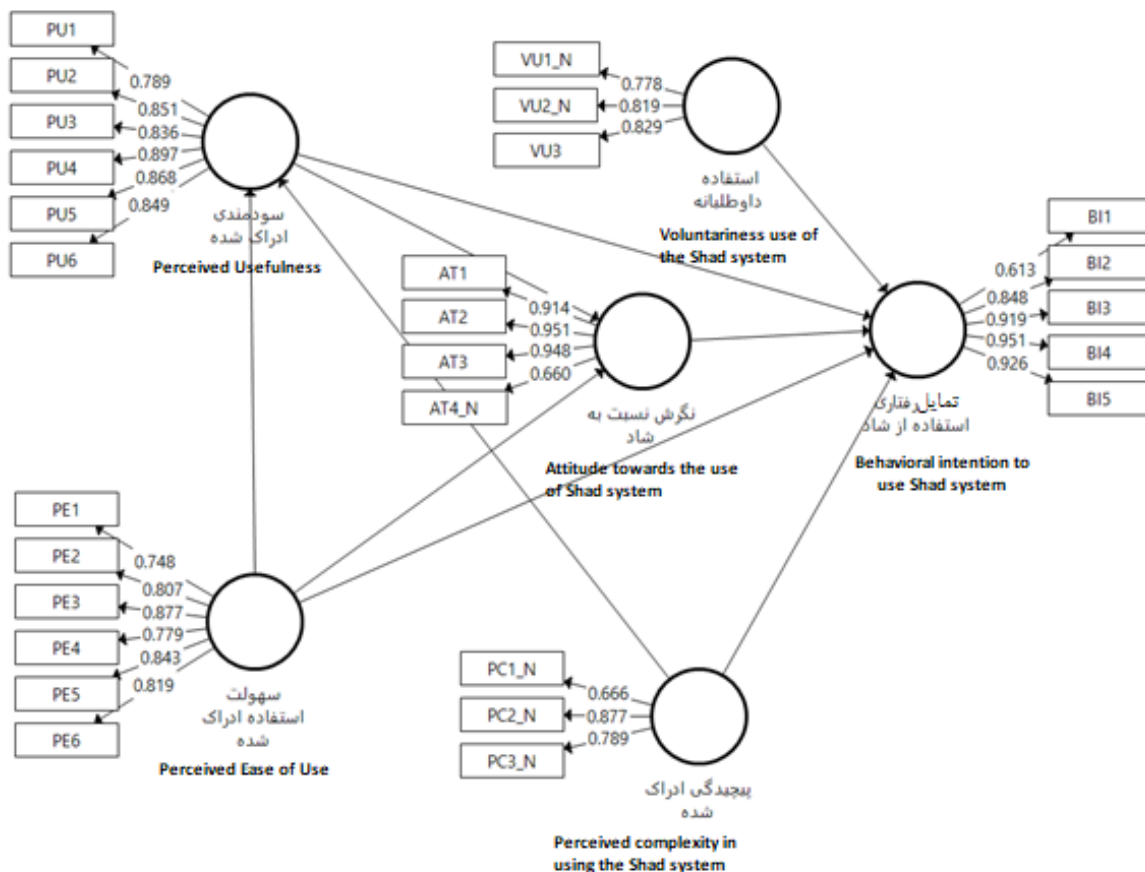 PU1
PU2
PU3
PU4
PU5
PU6
0.789
0.851
0.836
0.897
0.868
0.849
سودمندی
ادراک شده
Perceived Usefulness
VU1_N
VU2_N
VU3
0.778
0.819
0.829
استفاده
داوطلبانه
Voluntariness use of
the Shad system
AT1
AT2
AT3
AT4_N
0.914
0.951
0.948
0.660
نگرش نسبت به
شاد
Attitude towards the use
of Shad system
BI1
BI2
BI3
BI4
BI5
0.613
0.848
0.919
0.951
0.926
تمایل رفتاری
استفاده از شاد
Behavioral intention to
use Shad system
PE1
PE2
PE3
PE4
PE5
PE6
0.748
0.807
0.877
0.779
0.843
0.819
سهولت
استفاده ادراک
شده
Perceived Ease of Use
PC1_N
PC2_N
PC3_N
0.666
0.877
0.789
پیچیدگی ادراک
شده
Perceived complexity in
using the Shad system